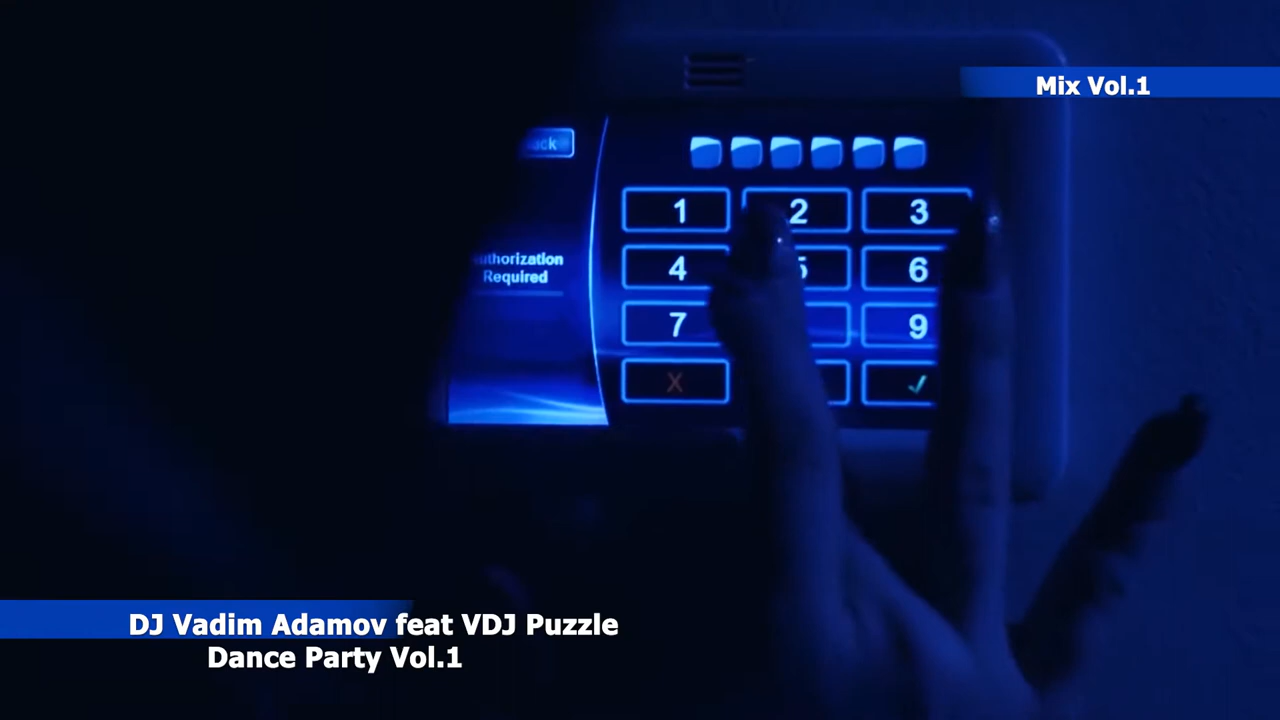 Mix Vol.1
1 2 3
Required
4 5 6
7 9
X
DJ Vadim Adamov feat VDJ Puzzle
Dance Party Vol.1